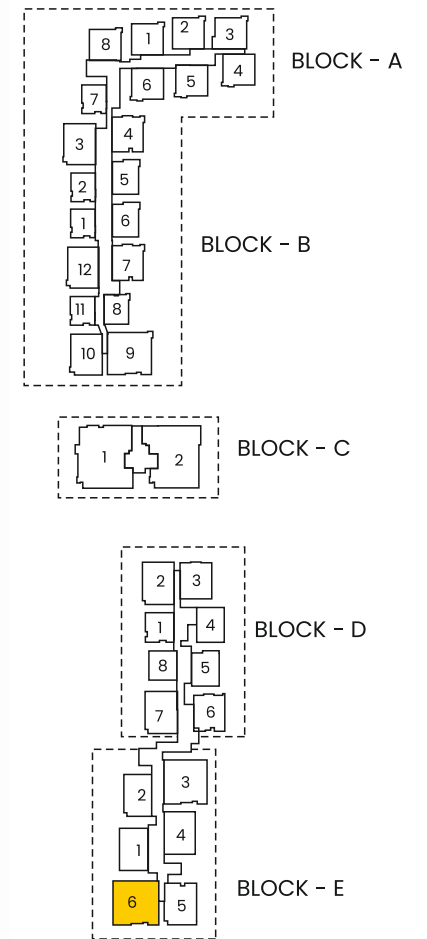 8 1 2 3
BLOCK - A
6 5 4
7
3 4
2 5
1 6
BLOCK - B
12 7
11 8
10 9
1 2
BLOCK - C
2 3
1 4
BLOCK - D
8 5
7 6
2 3
1 4
6 5
BLOCK - E